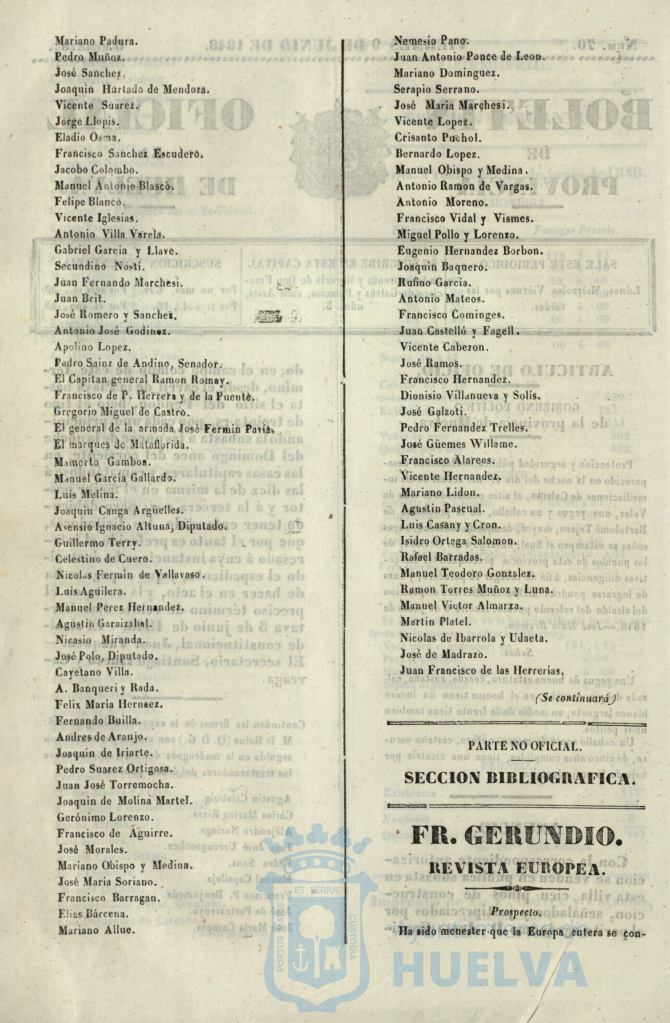 Mariano Padura.
Pedro Muñoz.
José Sanchez.
Joaquin Hurtado de Mendoza.
Vicente Suarez.
Jorge Llopis.
Eladio Osma.
Francisco Sanchez Escudero.
Jacobo Colombo.
Manuel Antonio Blasco.
Felipe Blanco.
Vicente Iglesias.
Antonio Villa Varela.
Gabriel Garcia y Llave.
Secundino Nosti.
Juan Fernando Marchesi.
Juan Brit.
José Romero y Sanchez.
Antonio José Godinez.
Apolino Lopez.
Pedro Sainz de Andino, Senador.
El Capitan general Ramon Romay.
Francisco de P. Herrera y de la Puente.
Gregorio Miguel de Castro.
El general de la armada José Fermin Pavia.
El marques de Mataflorida.
Mamerto Gamboa.
Manuel Garcia Gallardo.
Luis Melina.
Joaquin Canga Argüelles.
Asensio Ignacio Altuna, Diputado.
Guillermo Terry.
Celestino de Cuero.
Nicolas Fermin de Vallavaso.
Luis Aguilera.
Manuel Perez Hernandez.
Agustin Garaizabal.
Nicasio Miranda.
José Polo, Diputado.
Cayetano Villa.
A. Banqueri y Rada.
Felix Maria Hernaez.
Fernando Builla.
Andres de Araujo.
Joaquin de Iriarte.
Pedro Suarez Ortigosa.
Juan José Torremocha.
Joaquin de Molina Martel.
Gerónimo Lorenzo.
Francisco de Aguirre.
José Morales.
Mariano Obispo y Medina.
José Maria Soriano.
Francisco Barragan.
Elias Bárcena.
Mariano Allue.
Nemesio Pano.
Juan Antonio Ponce de Leon.
Mariano Dominguez.
Serapio Serrano.
José Maria Marchesi.
Vicente Lopez.
Crisanto Puchol.
Bernardo Lopez.
Manuel Obispo y Medina.
Antonio Ramon de Vargas.
Antonio Moreno.
Francisco Vidal y Vismes.
Miguel Pollo y Lorenzo.
Eugenio Hernandez Borbon.
Joaquin Baquero.
Rufino Garcia.
Antonio Mateos.
Francisco Cominges.
Juan Castelló y Fagell.
Vicente Cabezon.
José Ramos.
Francisco Hernandez.
Dionisio Villanueva y Solis.
José Galzoti.
Pedro Fernandez Trelles.
José Güemes Willame.
Francisco Alareos.
Vicente Hernandez.
Mariano Lidon.
Agustin Pascual.
Luis Casany y Cron.
Isidro Ortega Salomon.
Rafael Barradas.
Manuel Teodoro Gonzalez.
Ramon Torres Muñoz y Luna.
Manuel Victor Almarza.
Martin Platel.
Nicolas de Ibarrola y Udaeta.
José de Madrazo.
Juan Francisco de las Herrerias,
(Se continuará)
PARTE NO OFICIAL.
SECCION BIBLIOGRAFICA.
FR. GERUNDIO.
REVISTA EUROPEA.
Prospecto.
Ha sido menester que la Europa entera se con-
PORTUS MARIS
ET TERRÆ
CUSTODIA
HUELVA